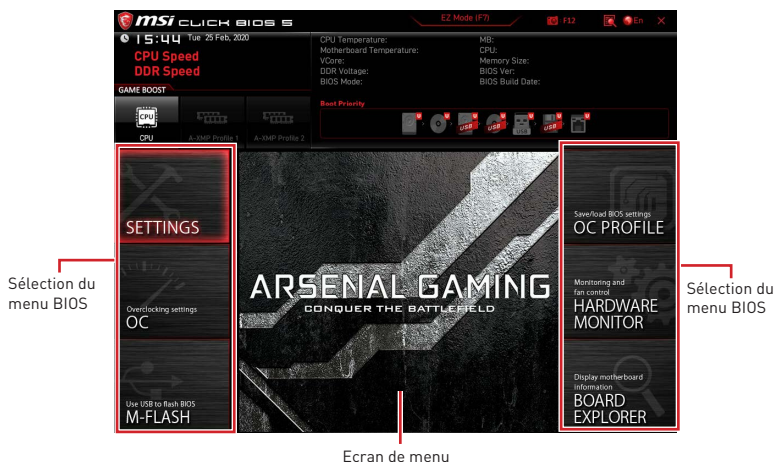 msi CLICK BIOS 5
EZ Mode (F7)
F12
En
15:44 Tue 25 Feb, 2020
CPU Speed
DDR Speed
GAME BOOST
CPU
CPU
A-XMP Profile 1
A-XMP Profile 2
CPU Temperature:
Motherboard Temperature:
VCore:
DDR Voltage:
BIOS Mode:
MB:
CPU:
Memory Size:
BIOS Ver:
BIOS Build Date:
Boot Priority
U U U U U U U
USB USB USB USB
SETTINGS
Overclocking settings
OC
Use USB to flash BIOS
M-FLASH
ARSENAL GAMING
CONQUER THE BATTLEFIELD
Save/load BIOS settings
OC PROFILE
Monitoring and
fan control
HARDWARE
MONITOR
Display motherboard
information
BOARD
EXPLORER
Sélection du
menu BIOS
Sélection du
menu BIOS
Ecran de menu